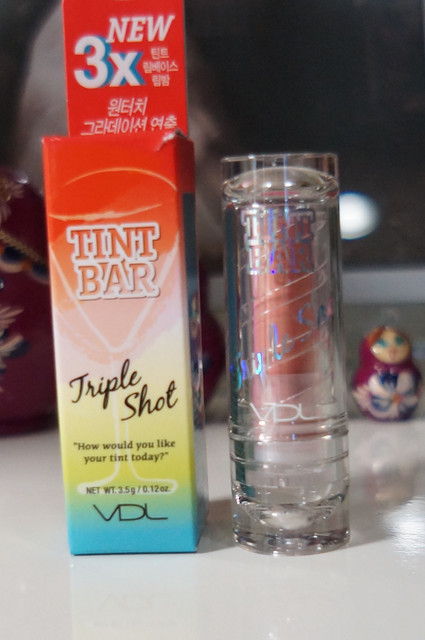 NEW
3x
틴트
립베이스
립밤
원터치
그라데이션 연출
TINT
BAR
Triple
Shot
"How would you like
your tint today?"
NET WT. 3.5g / 0.12oz.
VDL
TINT
BAR
Triple Shot
VDL